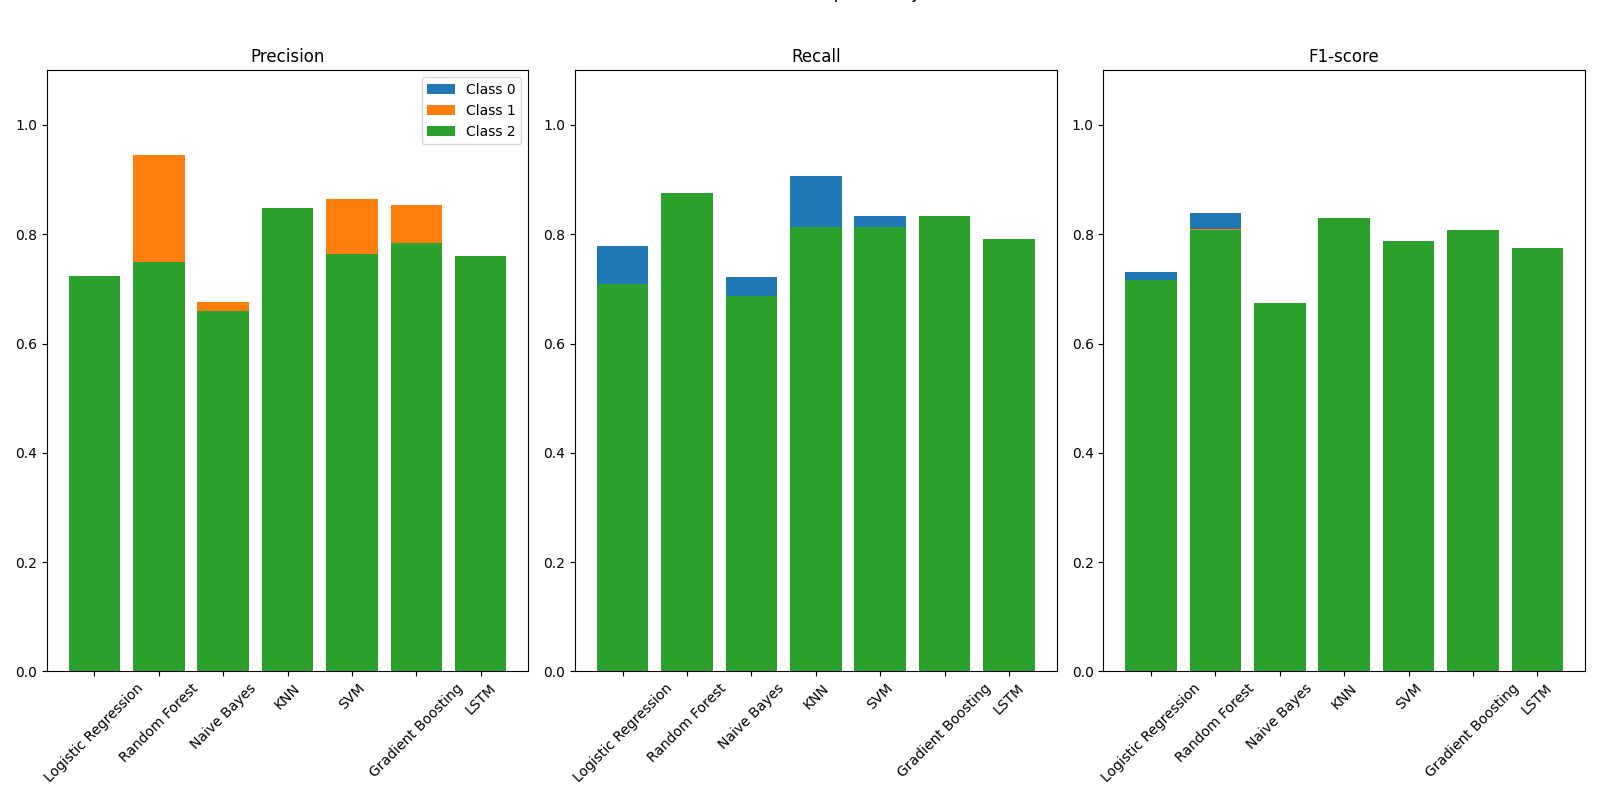 Precision
Recall
F1-score
Class 0
Class 1
Class 2
1.0
0.8
0.6
0.4
0.2
0.0
Logistic Regression
Random Forest
Naive Bayes
KNN
SVM
Gradient Boosting
LSTM
1.0
0.8
0.6
0.4
0.2
0.0
Logistic Regression
Random Forest
Naive Bayes
KNN
SVM
Gradient Boosting
LSTM
1.0
0.8
0.6
0.4
0.2
0.0
Logistic Regression
Random Forest
Naive Bayes
KNN
SVM
Gradient Boosting
LSTM